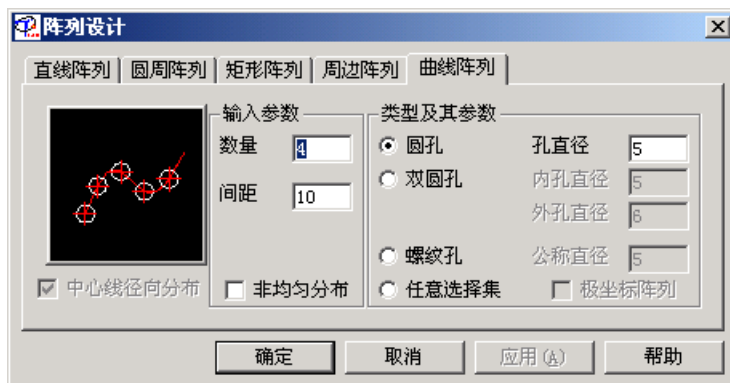 阵列设计
直线阵列 圆周阵列 矩形阵列 周边阵列 曲线阵列
输入参数 类型及其参数
数量 4 圆孔 孔直径 5
双圆孔 内孔直径 5
间距 10
外孔直径 6
螺纹孔 公称直径 5
中心线径向分布 非均匀分布 任意选择集 极坐标阵列
确定 取消 应用(A) 帮助